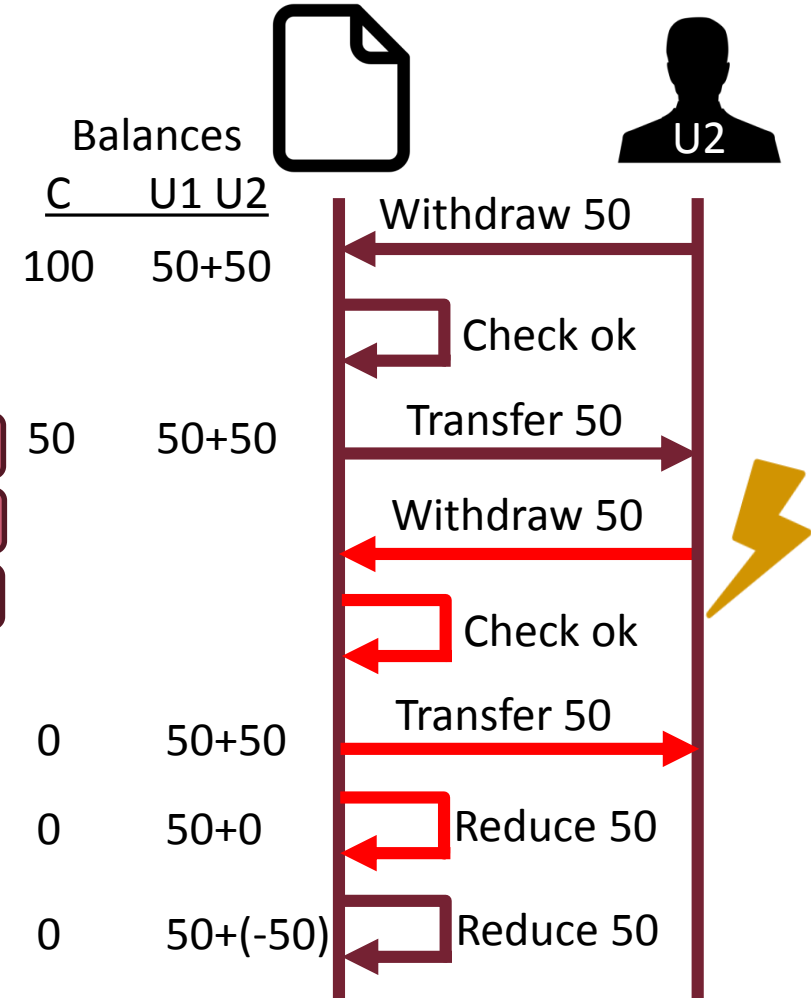 U2
Balances
C U1 U2
Withdraw 50
100 50+50
Check ok
Transfer 50
50 50+50
Withdraw 50
Check ok
Transfer 50
0 50+50
0 50+0 Reduce 50
0 50+(-50) Reduce 50